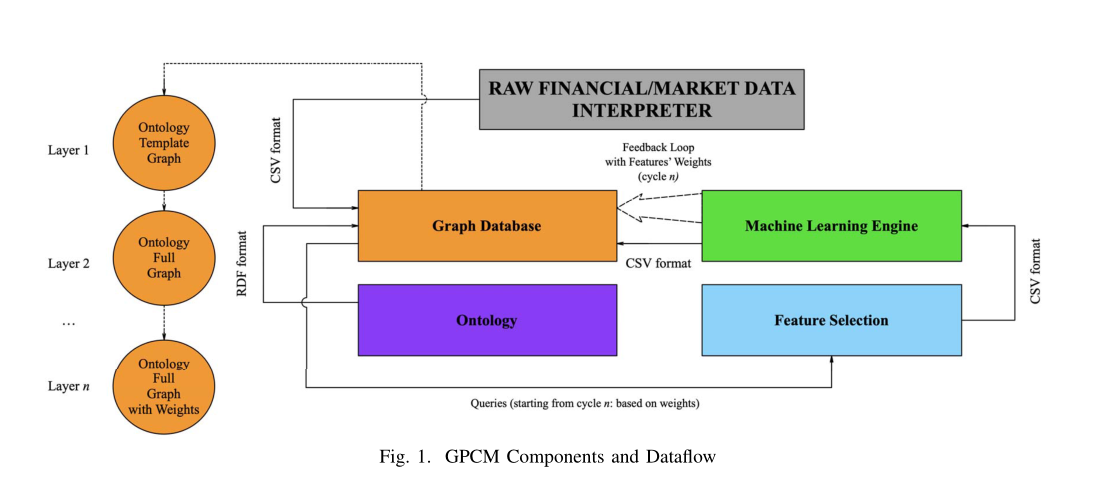 RAW FINANCIAL/MARKET DATA
INTERPRETER
Layer 1
Ontology
Template
Graph
CSV format
Feedback Loop
with Features' Weights
(cycle n)
Graph Database
Machine Learning Engine
Layer 2
Ontology
Full
Graph
RDF format
CSV format
CSV format
Ontology
Feature Selection
...
Layer n
Ontology
Full
Graph
with Weights
Queries (starting from cycle n: based on weights)
Fig. 1. GPCM Components and Dataflow